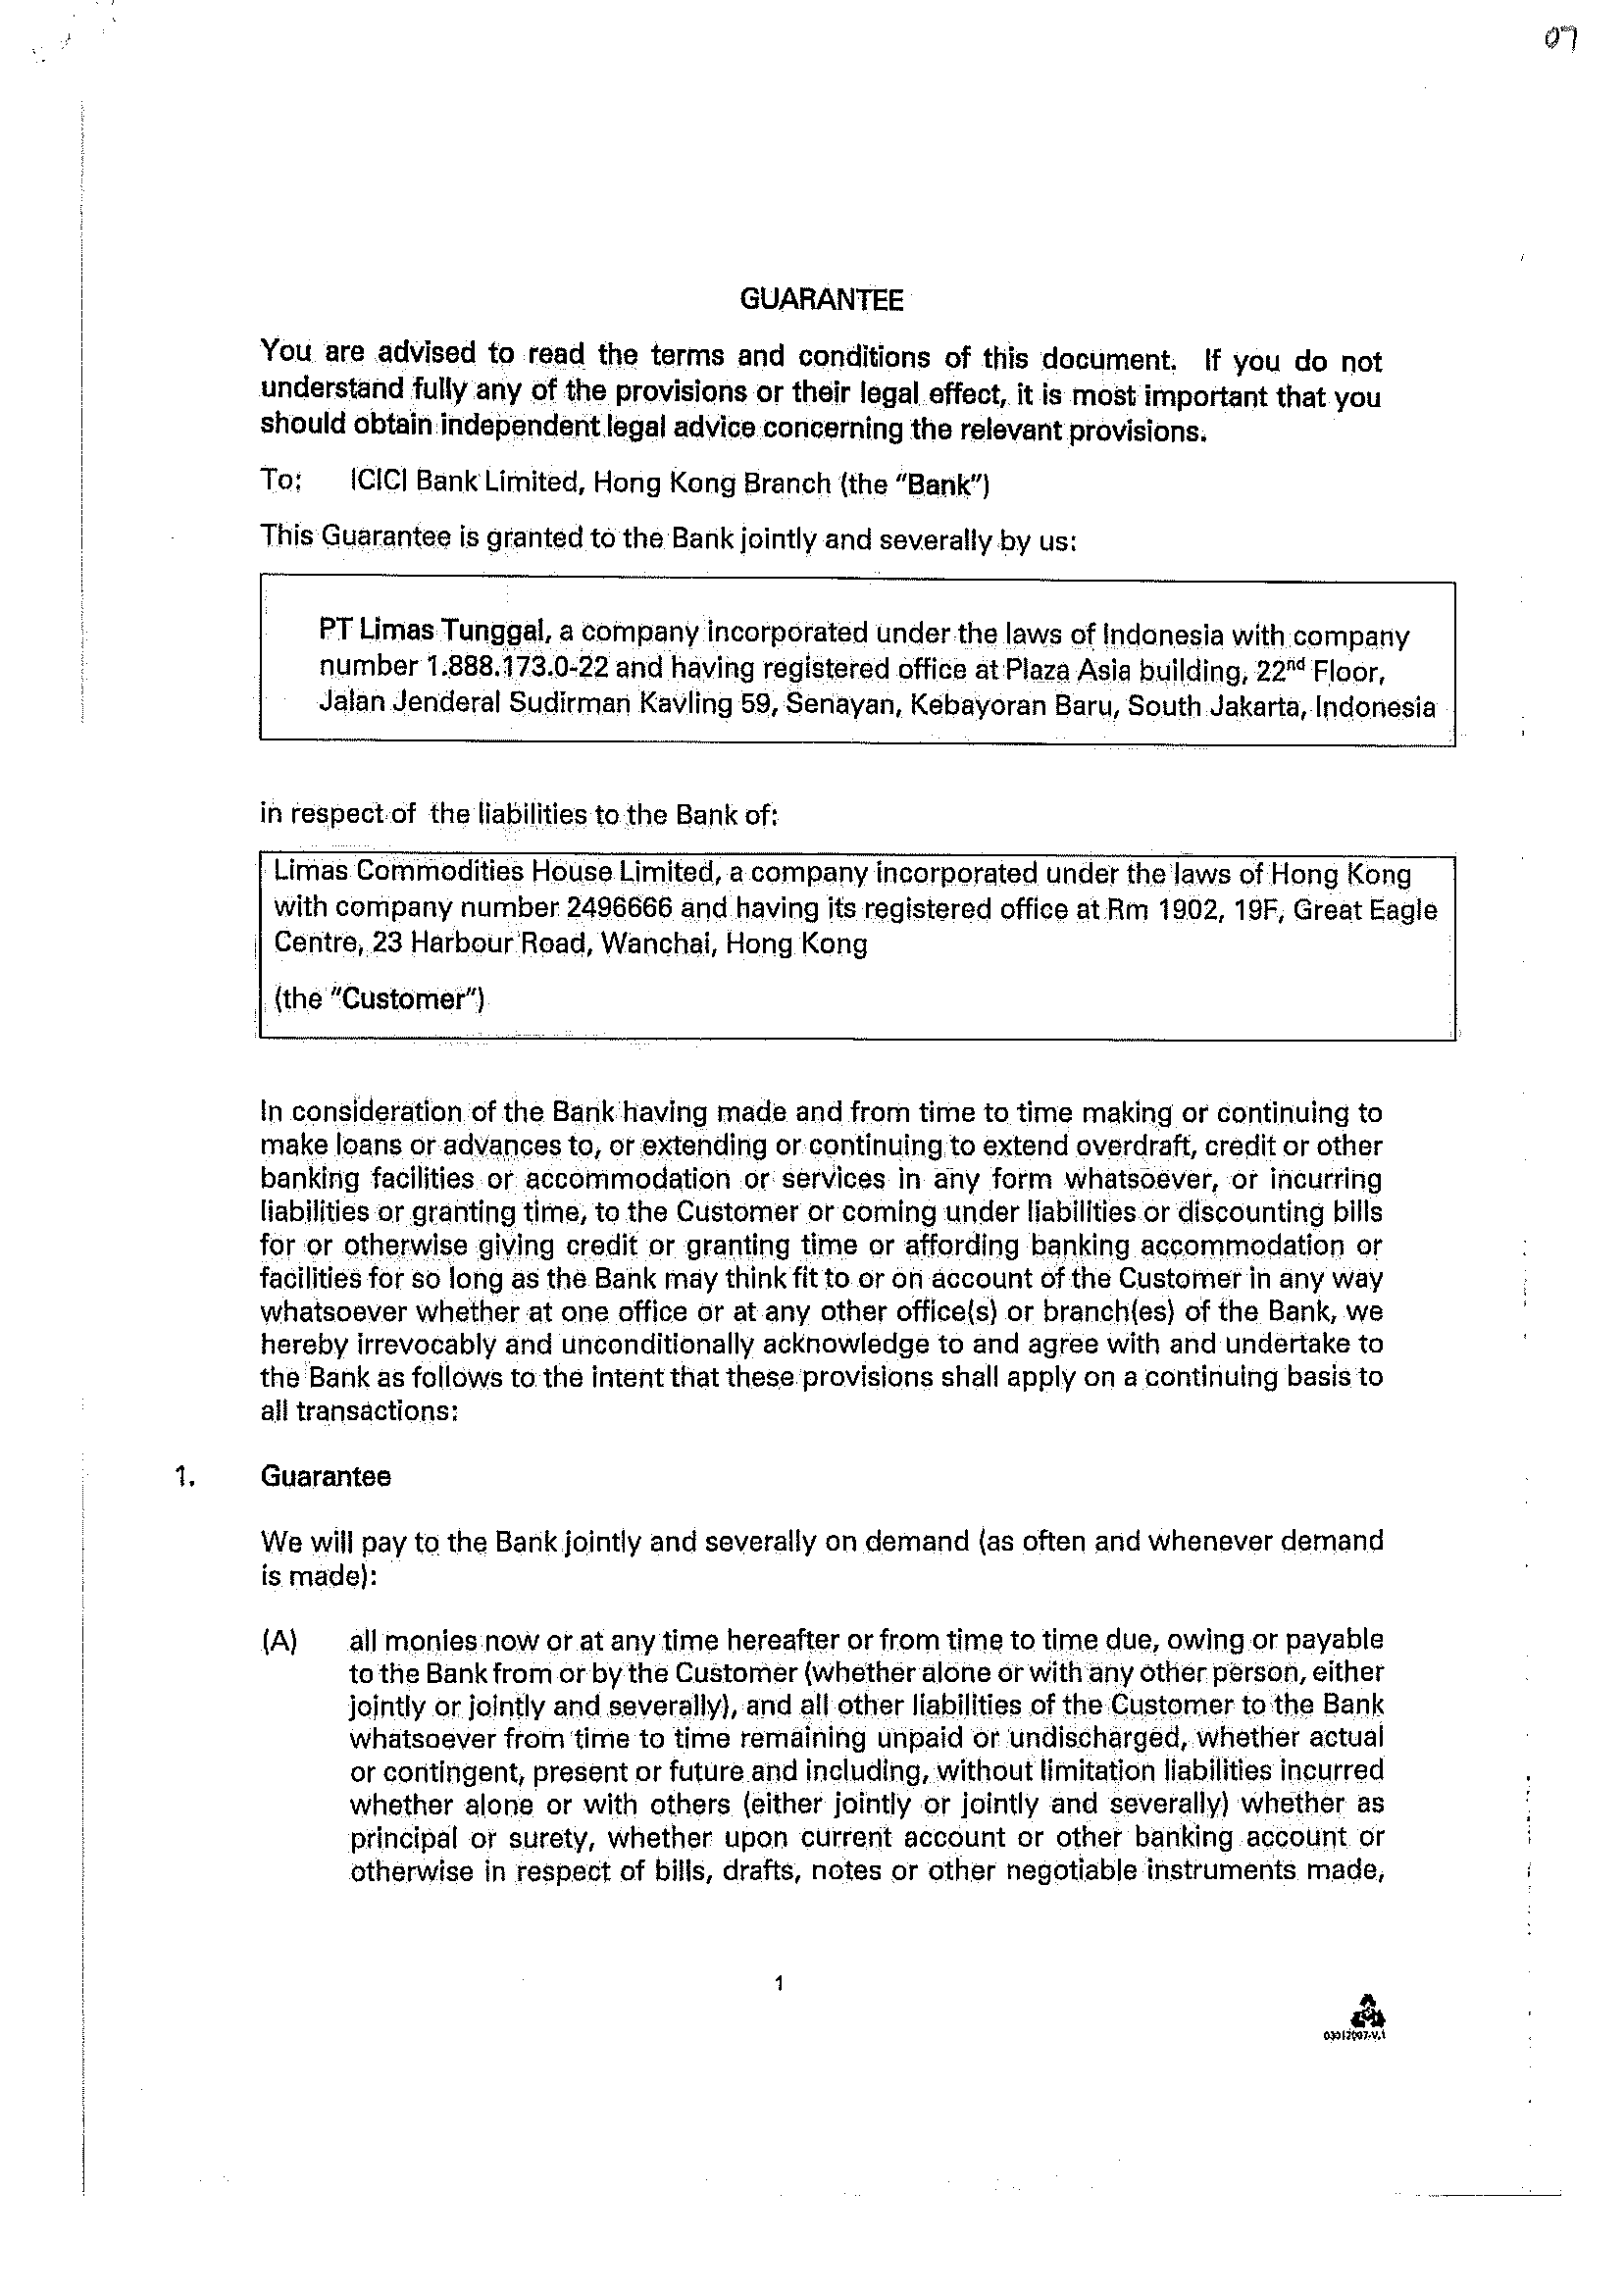 07
GUARANTEE
You are advised to read the terms and conditions of this document. If you do not
understand fully any of the provisions or their legal effect, it is most important that you
should obtain independent legal advice concerning the relevant provisions.
To: ICICI Bank Limited, Hong Kong Branch (the "Bank")
This Guarantee is granted to the Bank jointly and severally by us:
PT Limas Tunggal, a company incorporated under the laws of Indonesia with company
number 1.888.173.0-22 and having registered office at Plaza Asia building, 22nd Floor,
Jalan Jenderal Sudirman Kavling 59, Senayan, Kebayoran Baru, South Jakarta, Indonesia
in respect of the liabilities to the Bank of:
Limas Commodities House Limited, a company incorporated under the laws of Hong Kong
with company number 2496666 and having its registered office at Rm 1902, 19F, Great Eagle
Centre, 23 Harbour Road, Wanchai, Hong Kong
(the "Customer")
In consideration of the Bank having made and from time to time making or continuing to
make loans or advances to, or extending or continuing to extend overdraft, credit or other
banking facilities or accommodation or services in any form whatsoever, or incurring
liabilities or granting time, to the Customer or coming under liabilities or discounting bills
for or otherwise giving credit or granting time or affording banking accommodation or
facilities for so long as the Bank may think fit to or on account of the Customer in any way
whatsoever whether at one office or at any other office(s) or branch(es) of the Bank, we
hereby irrevocably and unconditionally acknowledge to and agree with and undertake to
the Bank as follows to the intent that these provisions shall apply on a continuing basis to
all transactions:
1. Guarantee
We will pay to the Bank jointly and severally on demand (as often and whenever demand
is made):
(A) all monies now or at any time hereafter or from time to time due, owing or payable
to the Bank from or by the Customer (whether alone or with any other person, either
jointly or jointly and severally), and all other liabilities of the Customer to the Bank
whatsoever from time to time remaining unpaid or undischarged, whether actual
or contingent, present or future and including, without limitation liabilities incurred
whether alone or with others (either jointly or jointly and severally) whether as
principal or surety, whether upon current account or other banking account or
otherwise in respect of bills, drafts, notes or other negotiable instruments made,
1
03012007-V.1